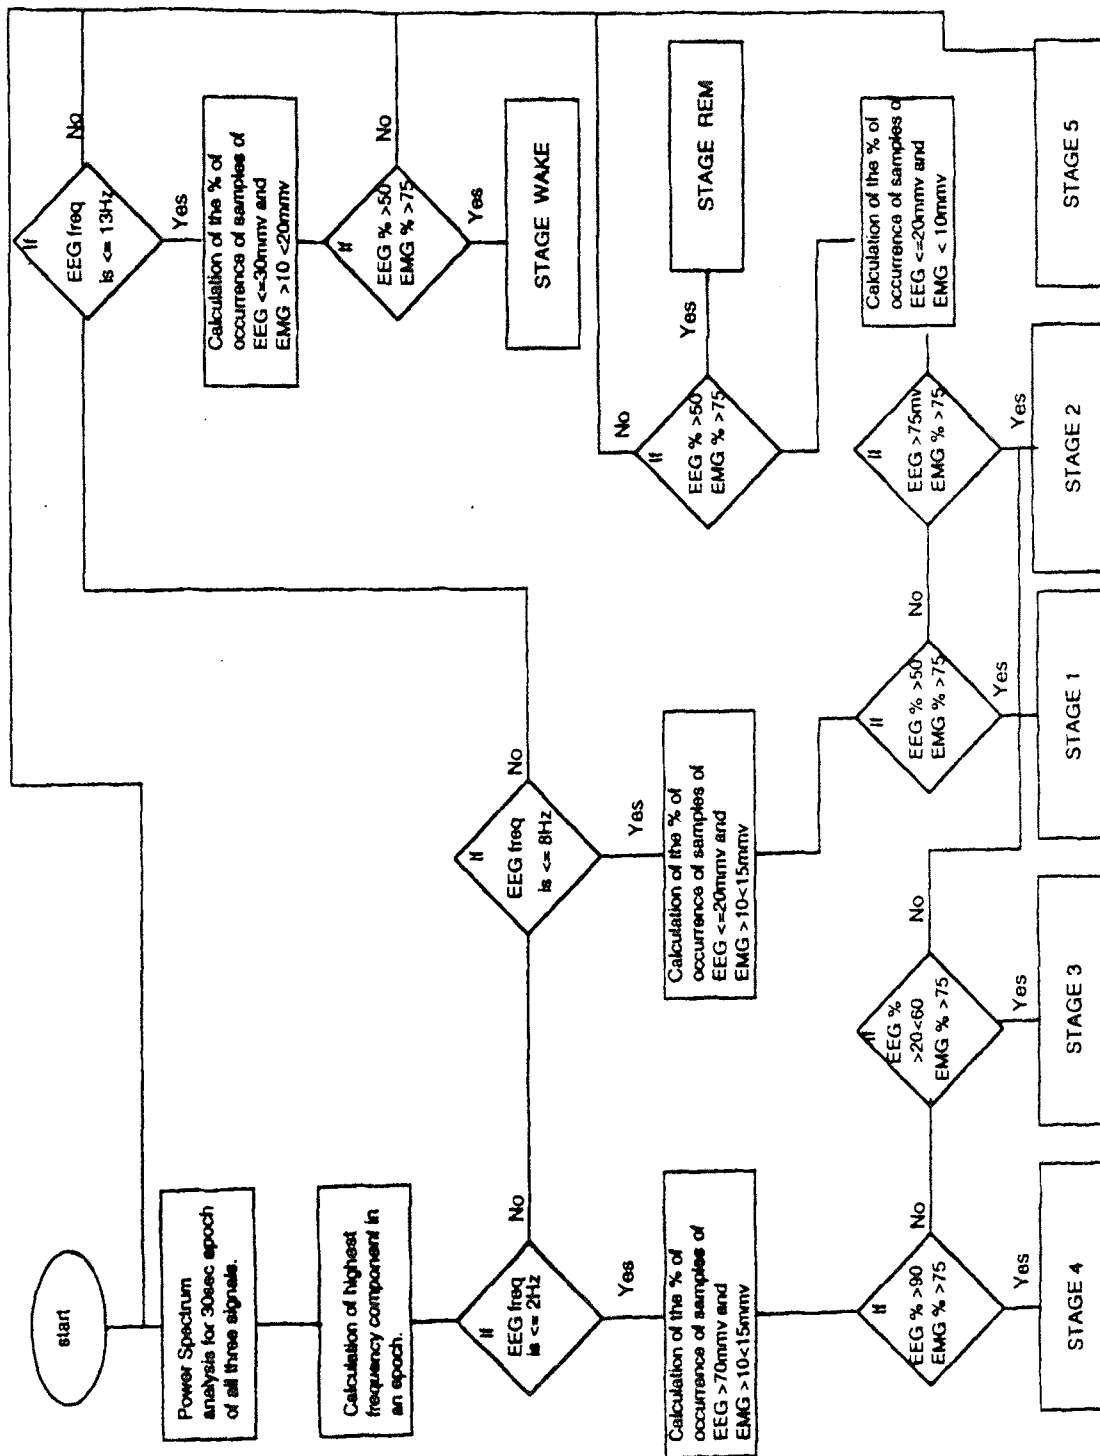 start
Power Spectrum
analysis for 30sec epoch
of all three signals.
Calculation of highest
frequency component in
an epoch.
If
EEG freq
is <= 2Hz
No
Yes
Calculation of the % of
occurrence of samples of
EEG >70mmv and
EMG >10<15mmv
If
EEG % >90
EMG % >75
No
Yes
STAGE 4
If
EEG %
>20<60
EMG % >75
No
Yes
STAGE 3
If
EEG freq
is <= 8Hz
No
Yes
Calculation of the % of
occurrence of samples of
EEG <=20mmv and
EMG >10<15mmv
If
EEG % >50
EMG % >75
No
Yes
STAGE 1
If
EEG >75mv
EMG % >75
Yes
STAGE 2
If
EEG freq
is <= 13Hz
No
Yes
Calculation of the % of
occurrence of samples of
EEG <=30mmv and
EMG >10 <20mmv
If
EEG % >50
EMG % >75
No
Yes
STAGE WAKE
If
EEG % >50
EMG % >75
No
Yes
STAGE REM
Calculation of the % of
occurrence of samples o
EEG <=20mmv and
EMG < 10mmv
STAGE 5